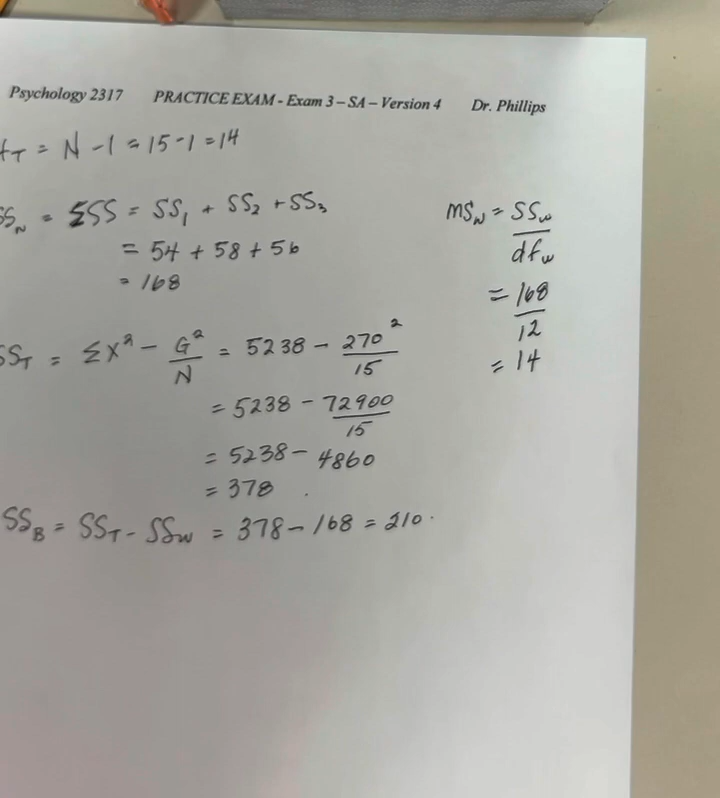 Psychology 2317 PRACTICE EXAM - Exam 3 – SA – Version 4 Dr. Phillips
fT = N - 1 = 15 - 1 = 14
SSW = ΣSS = SS1 + SS2 + SS3
= 54 + 58 + 56
= 168
SST = ΣX² - G²/N = 5238 - 270²/15
= 5238 - 72900/15
= 5238 - 4860
= 378
SSB = SST - SSW = 378 - 168 = 210
MSW = SSW/dfW
= 168/12
= 14